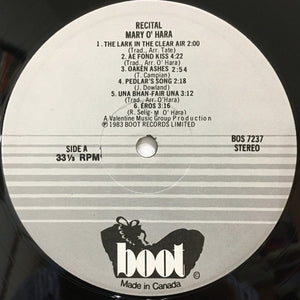 RECITAL
MARY O' HARA
1. THE LARK IN THE CLEAR AIR 2:00
(Trad., Arr. Tate)
2. AE FOND KISS 4:22
(Trad., Arr. O' Hara)
3. OAKEN ASHES 2:54
(T. Campian)
4. PEDLAR'S SONG 2:18
(J. Dowland)
5. UNA BHAN-FAIR UNA 3:12
(Trad., Arr. O' Hara)
6. ÉROS 3:16
(R. Selig-M. O' Hara)
A Valentine Music Group Production
℗ 1983 BOOT RECORDS LIMITED
BOS 7237
STEREO
SIDE A
33⅓ RPM
boot
©
Made in Canada